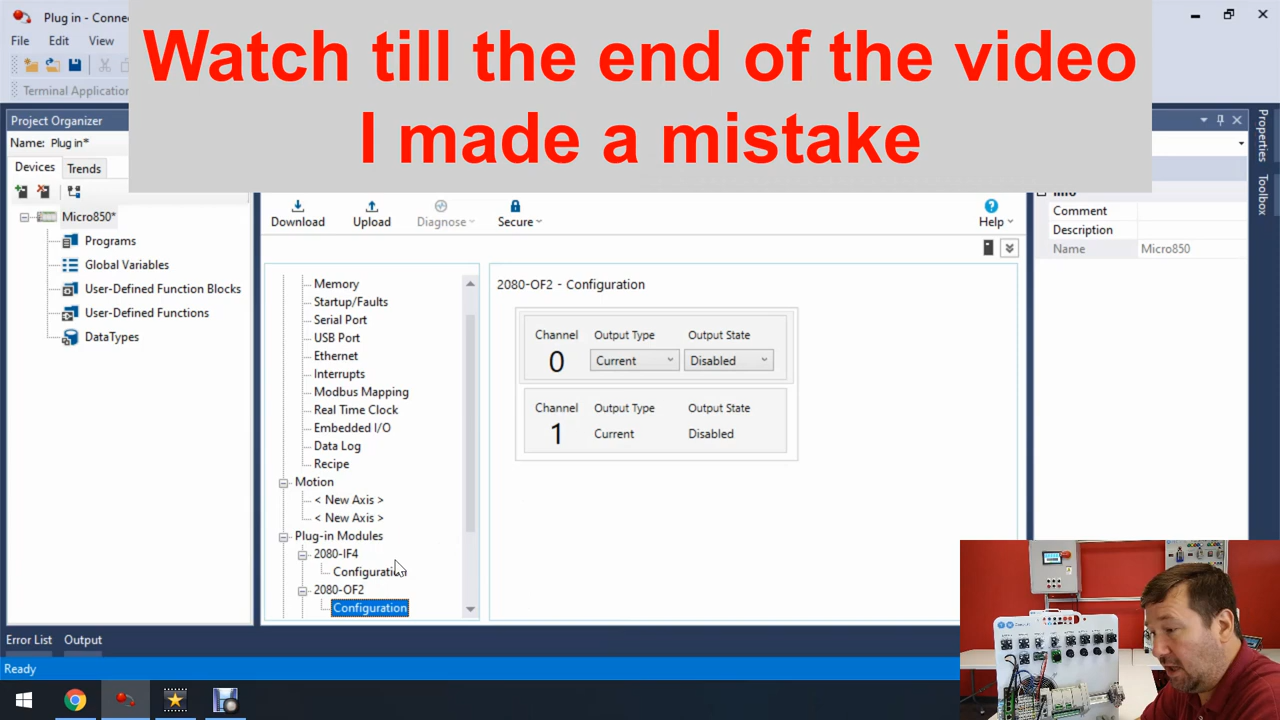 Plug in - Conne
Watch till the end of the video
I made a mistake
File Edit View
Terminal Application
Project Organizer
Name: Plug in*
Devices Trends
Micro850*
Programs
Global Variables
User-Defined Function Blocks
User-Defined Functions
DataTypes
Download Upload Diagnose Secure Help
Memory
Startup/Faults
Serial Port
USB Port
Ethernet
Interrupts
Modbus Mapping
Real Time Clock
Embedded I/O
Data Log
Recipe
Motion
< New Axis >
< New Axis >
Plug-in Modules
2080-IF4
Configuration
2080-OF2
Configuration
2080-OF2 - Configuration
Channel Output Type Output State
0 Current Disabled
Channel Output Type Output State
1 Current Disabled
Info
Comment
Description
Name Micro850
Properties
Toolbox
Error List Output
Ready